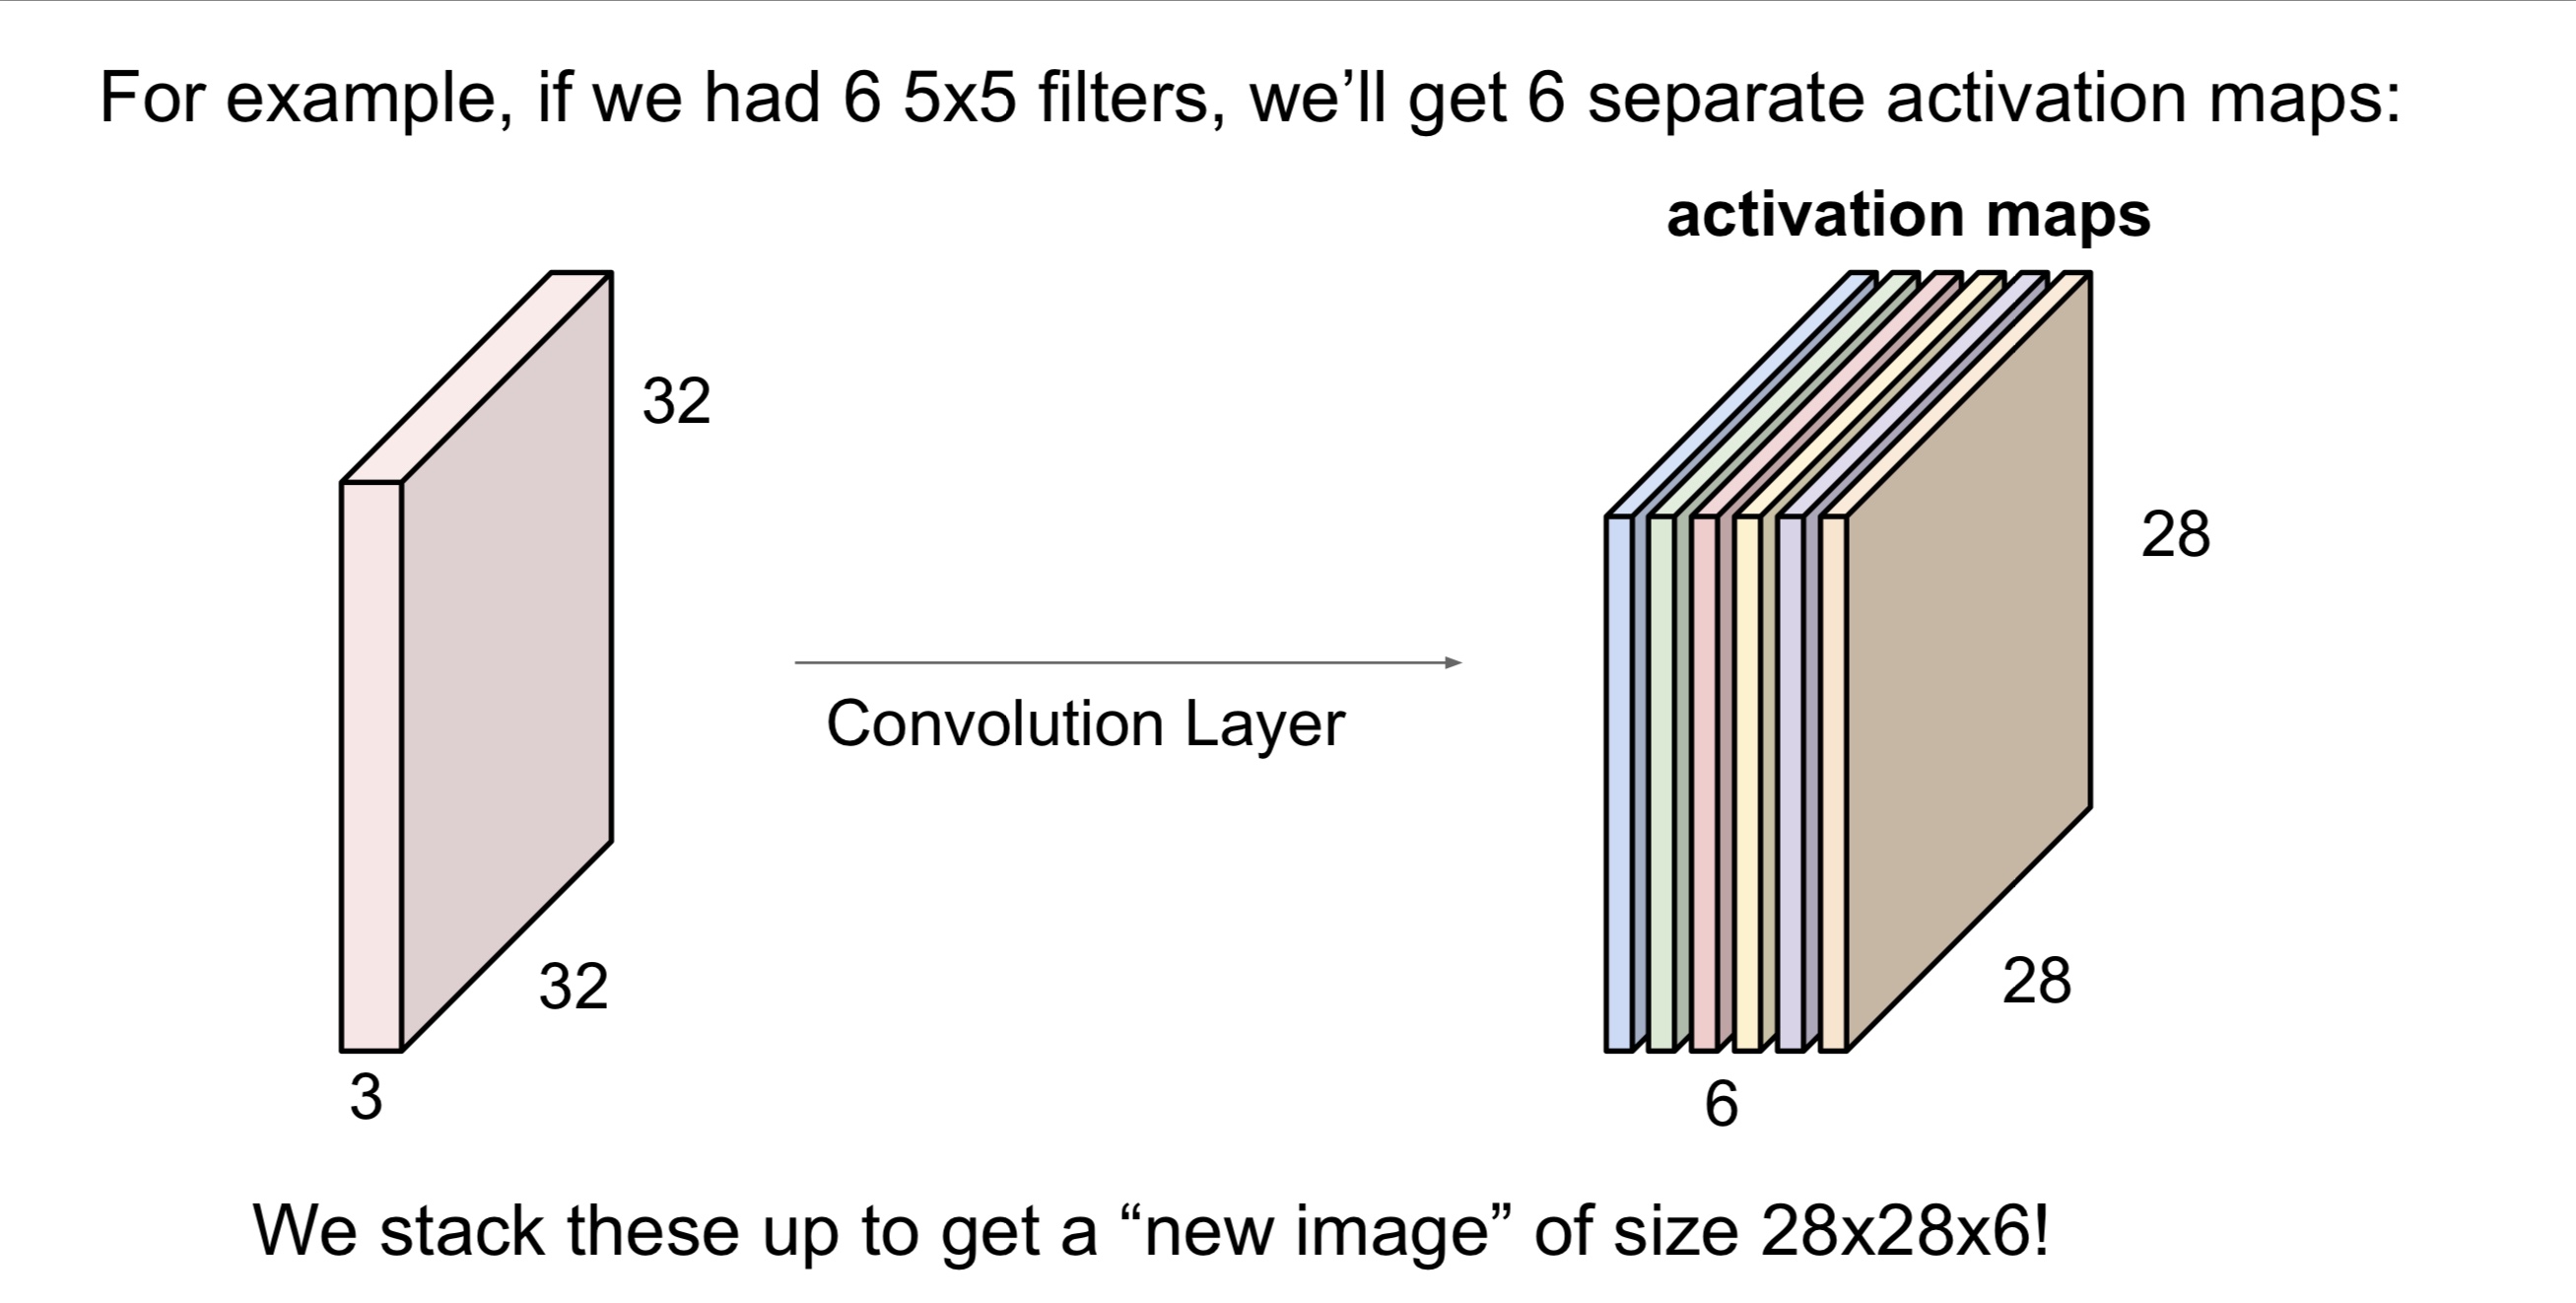 For example, if we had 6 5x5 filters, we’ll get 6 separate activation maps:
activation maps
32
32
3
Convolution Layer
28
28
6
We stack these up to get a “new image” of size 28x28x6!